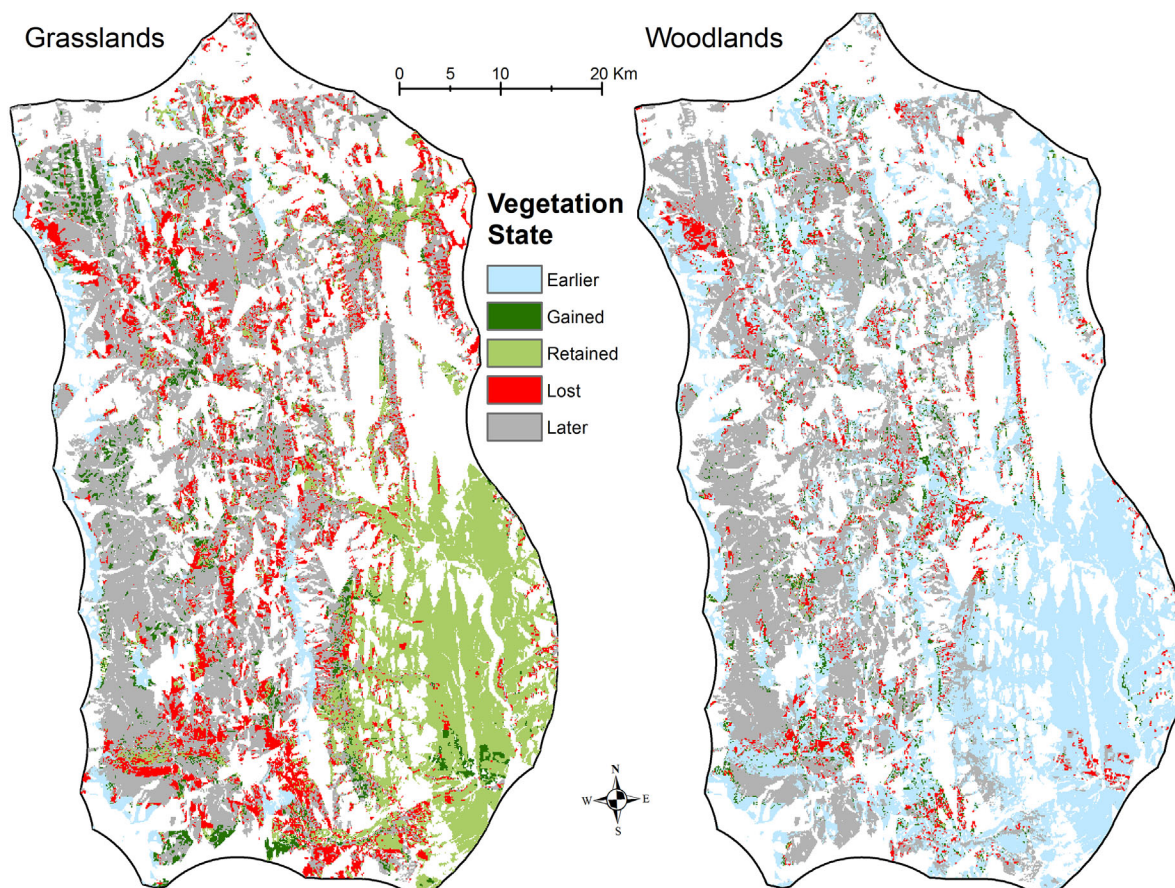 Grasslands
Woodlands
0 5 10 20 Km
Vegetation
State
Earlier
Gained
Retained
Lost
Later
N
W E
S